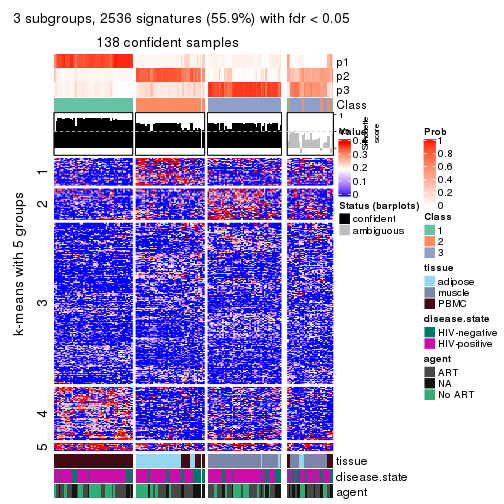 3 subgroups, 2536 signatures (55.9%) with fdr < 0.05
138 confident samples
p1
p2
p3
Class
1
Silhouette
score
k-means with 5 groups
1
2
3
4
5
tissue
disease.state
agent
0.4
0.3
0.2
0.1
0
Status (barplots)
confident
ambiguous
Prob
1
0.8
0.6
0.4
0.2
0
Class
1
2
3
tissue
adipose
muscle
PBMC
disease.state
HIV-negative
HIV-positive
agent
ART
NA
No ART